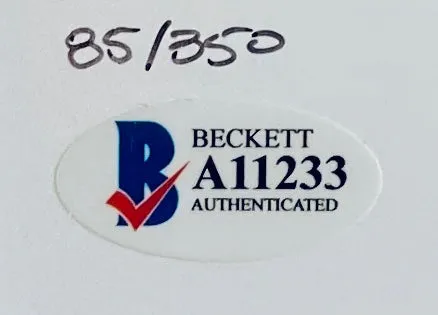 85/350
BECKETT
A11233
AUTHENTICATED